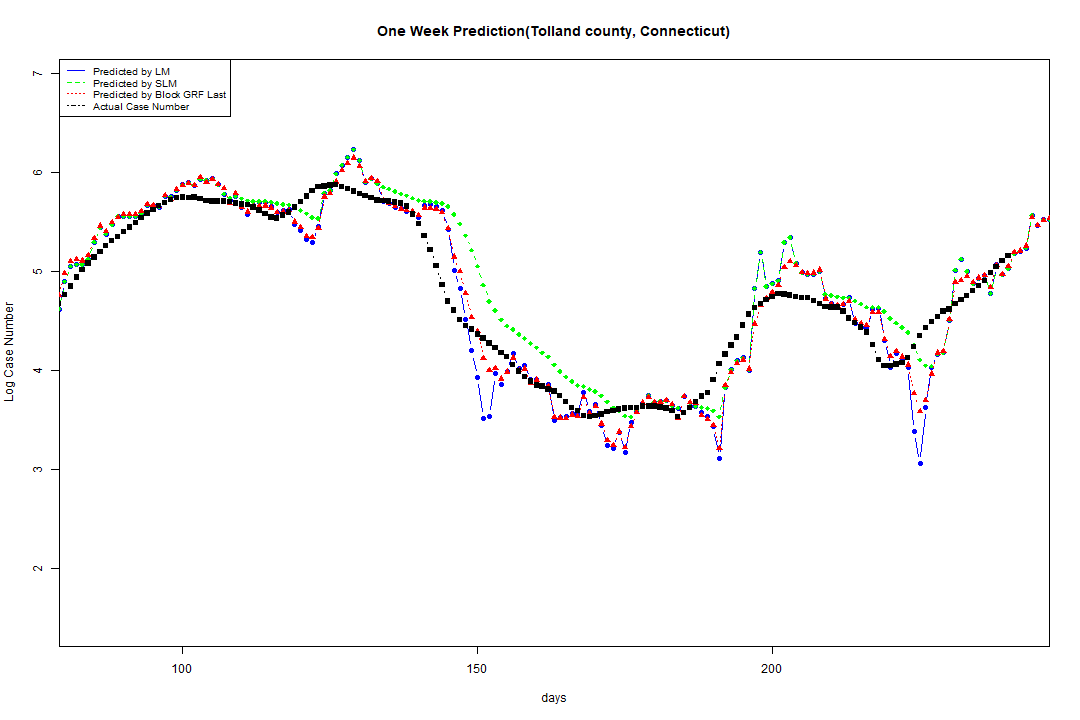 One Week Prediction(Tolland county, Connecticut)
Predicted by LM
Predicted by SLM
Predicted by Block GRF Last
Actual Case Number
7
6
5
4
3
2
Log Case Number
100 150 200
days